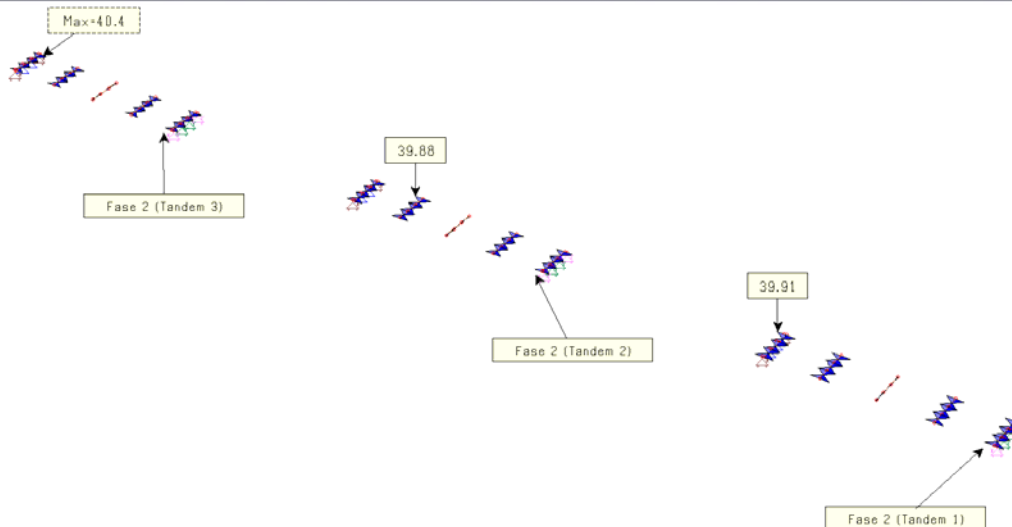 Max=40.4
39.88
Fase 2 (Tandem 3)
39.91
Fase 2 (Tandem 2)
Fase 2 (Tandem 1)